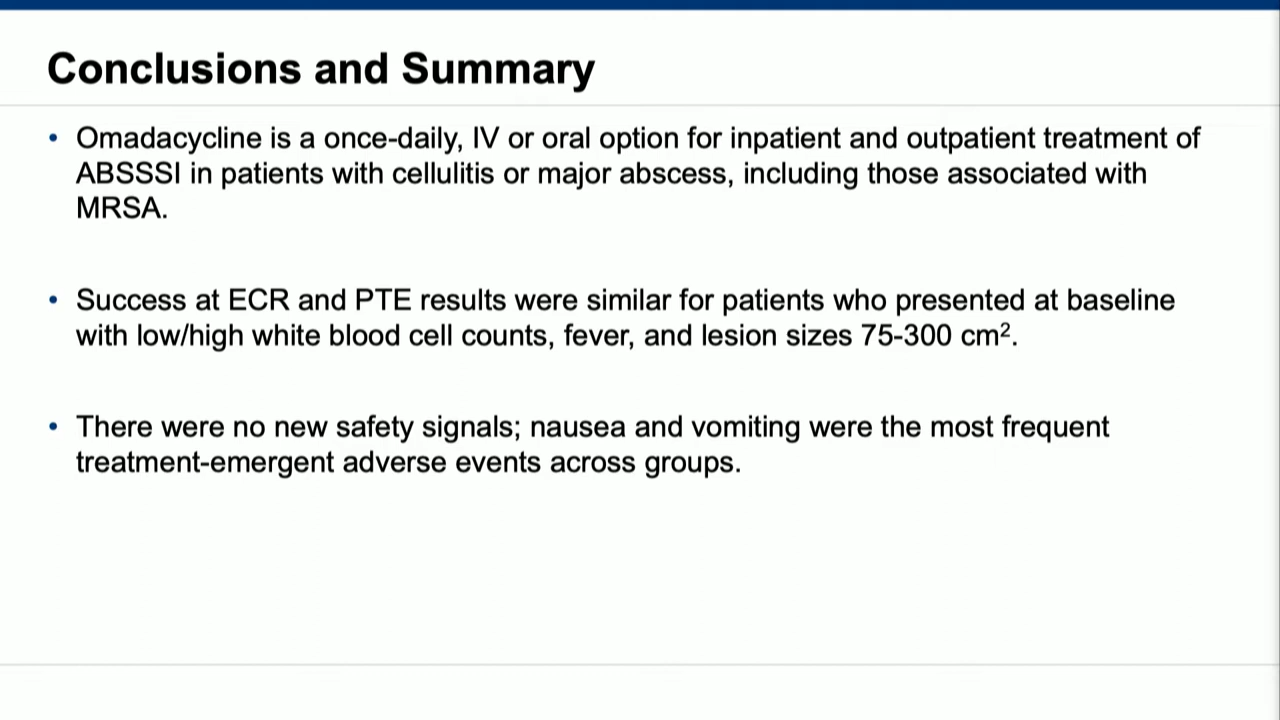 Conclusions and Summary
• Omadacycline is a once-daily, IV or oral option for inpatient and outpatient treatment of
ABSSSI in patients with cellulitis or major abscess, including those associated with
MRSA.
• Success at ECR and PTE results were similar for patients who presented at baseline
with low/high white blood cell counts, fever, and lesion sizes 75-300 cm².
• There were no new safety signals; nausea and vomiting were the most frequent
treatment-emergent adverse events across groups.